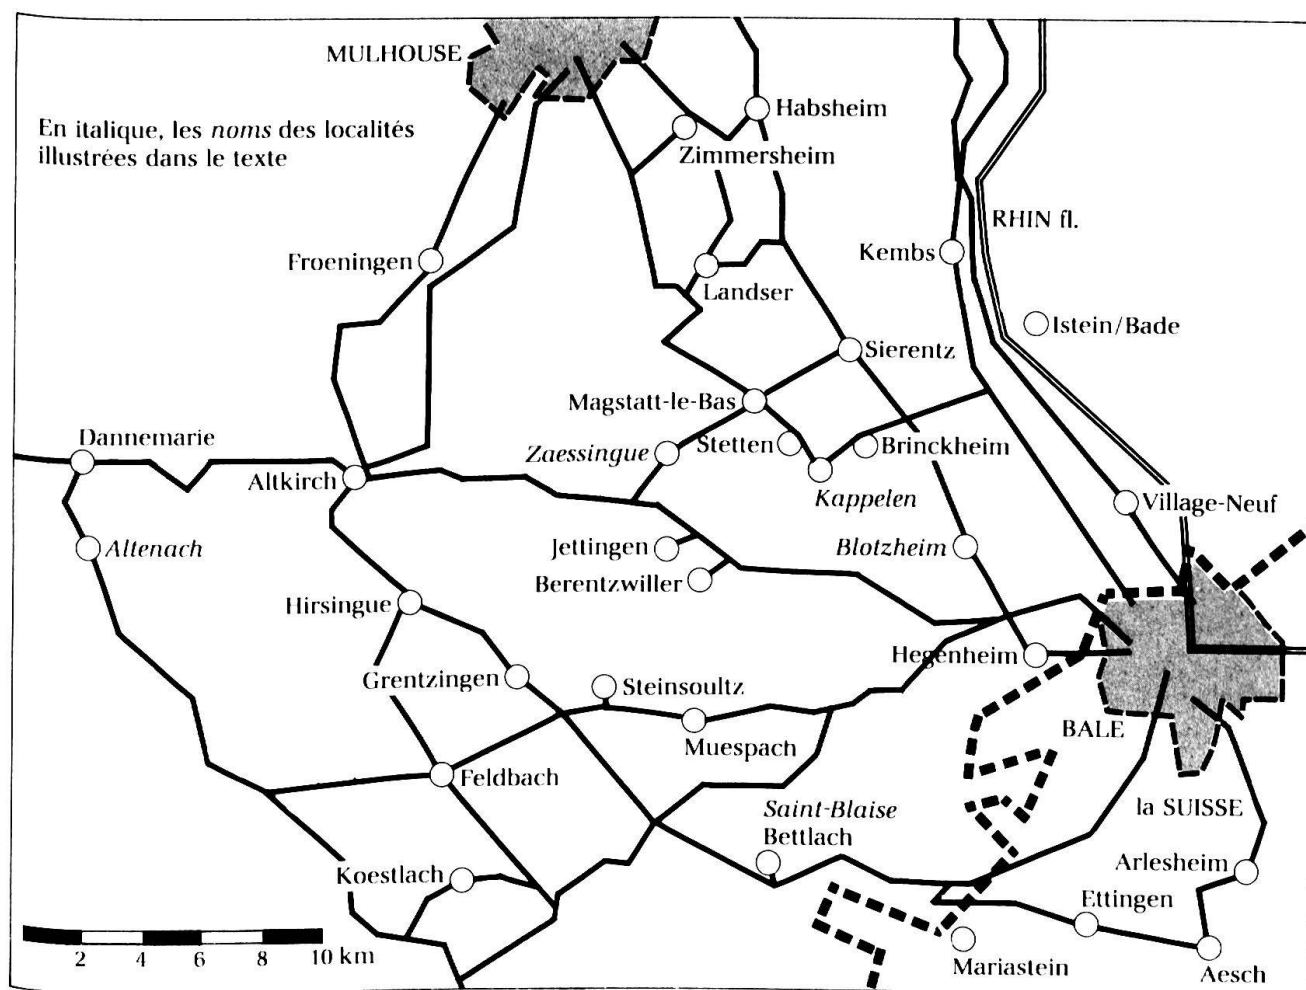 MULHOUSE
En italique, les noms des localités
illustrées dans le texte
Habsheim
Zimmersheim
RHIN fl.
Froeningen
Kembs
Landser
Istein/Bade
Sierentz
Magstatt-le-Bas
Dannemarie
Zaessingue
Stetten
Brinckheim
Altkirch
Kappelen
Village-Neuf
Altenach
Jettingen
Blotzheim
Berentzwiller
Hirsingue
Hegenheim
Grentzingen
Steinsoultz
Muespach
BALE
Feldbach
la SUISSE
Saint-Blaise
Bettlach
Koestlach
Arlesheim
Ettingen
Mariastein
Aesch
2 4 6 8 10 km